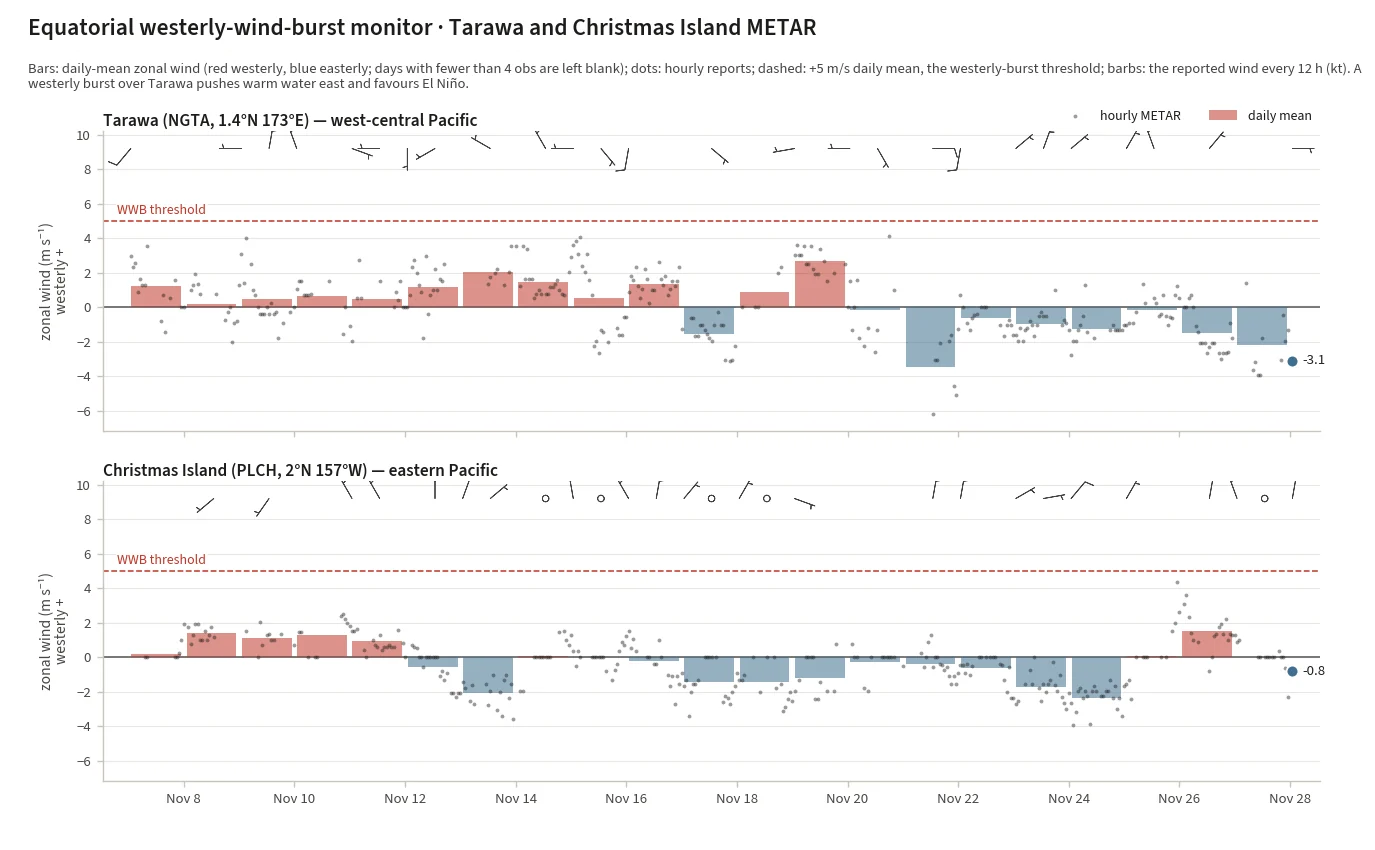 Equatorial westerly-wind-burst monitor · Tarawa and Christmas Island METAR
Bars: daily-mean zonal wind (red westerly, blue easterly; days with fewer than 4 obs are left blank); dots: hourly reports; dashed: +5 m/s daily mean, the westerly-burst threshold; barbs: the reported wind every 12 h (kt). A
westerly burst over Tarawa pushes warm water east and favours El Niño.
Tarawa (NGTA, 1.4°N 173°E) — west-central Pacific
hourly METAR
daily mean
10
8
6
4
2
0
−2
−4
−6
zonal wind (m s⁻¹)
westerly +
WWB threshold
-3.1
Christmas Island (PLCH, 2°N 157°W) — eastern Pacific
10
8
6
4
2
0
−2
−4
−6
zonal wind (m s⁻¹)
westerly +
WWB threshold
-0.8
Nov 8
Nov 10
Nov 12
Nov 14
Nov 16
Nov 18
Nov 20
Nov 22
Nov 24
Nov 26
Nov 28